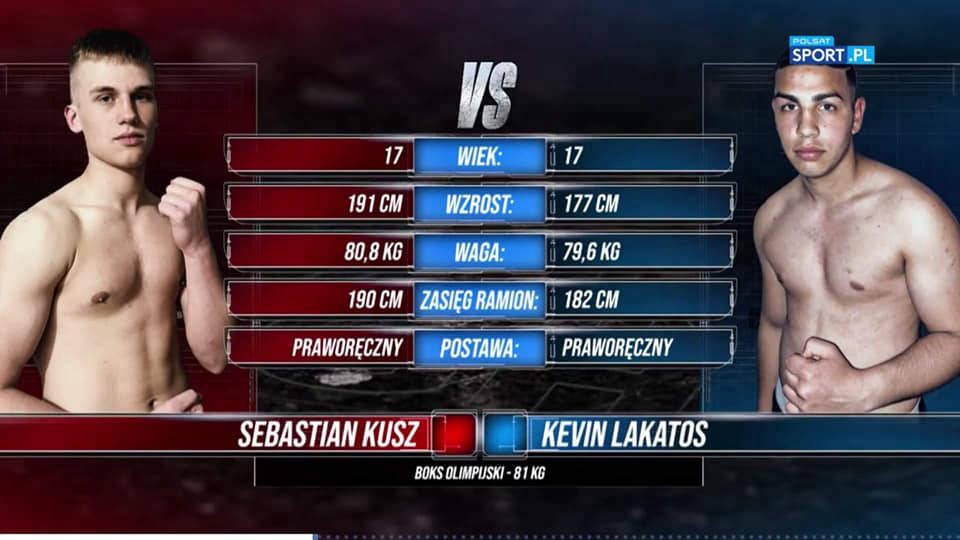 POLSAT
SPORT.PL
VS
17 WIEK: 17
191 CM WZROST: 177 CM
80,8 KG WAGA: 79,6 KG
190 CM ZASIĘG RAMION: 182 CM
PRAWORĘCZNY POSTAWA: PRAWORĘCZNY
SEBASTIAN KUSZ KEVIN LAKATOS
BOKS OLIMPIJSKI - 81 KG